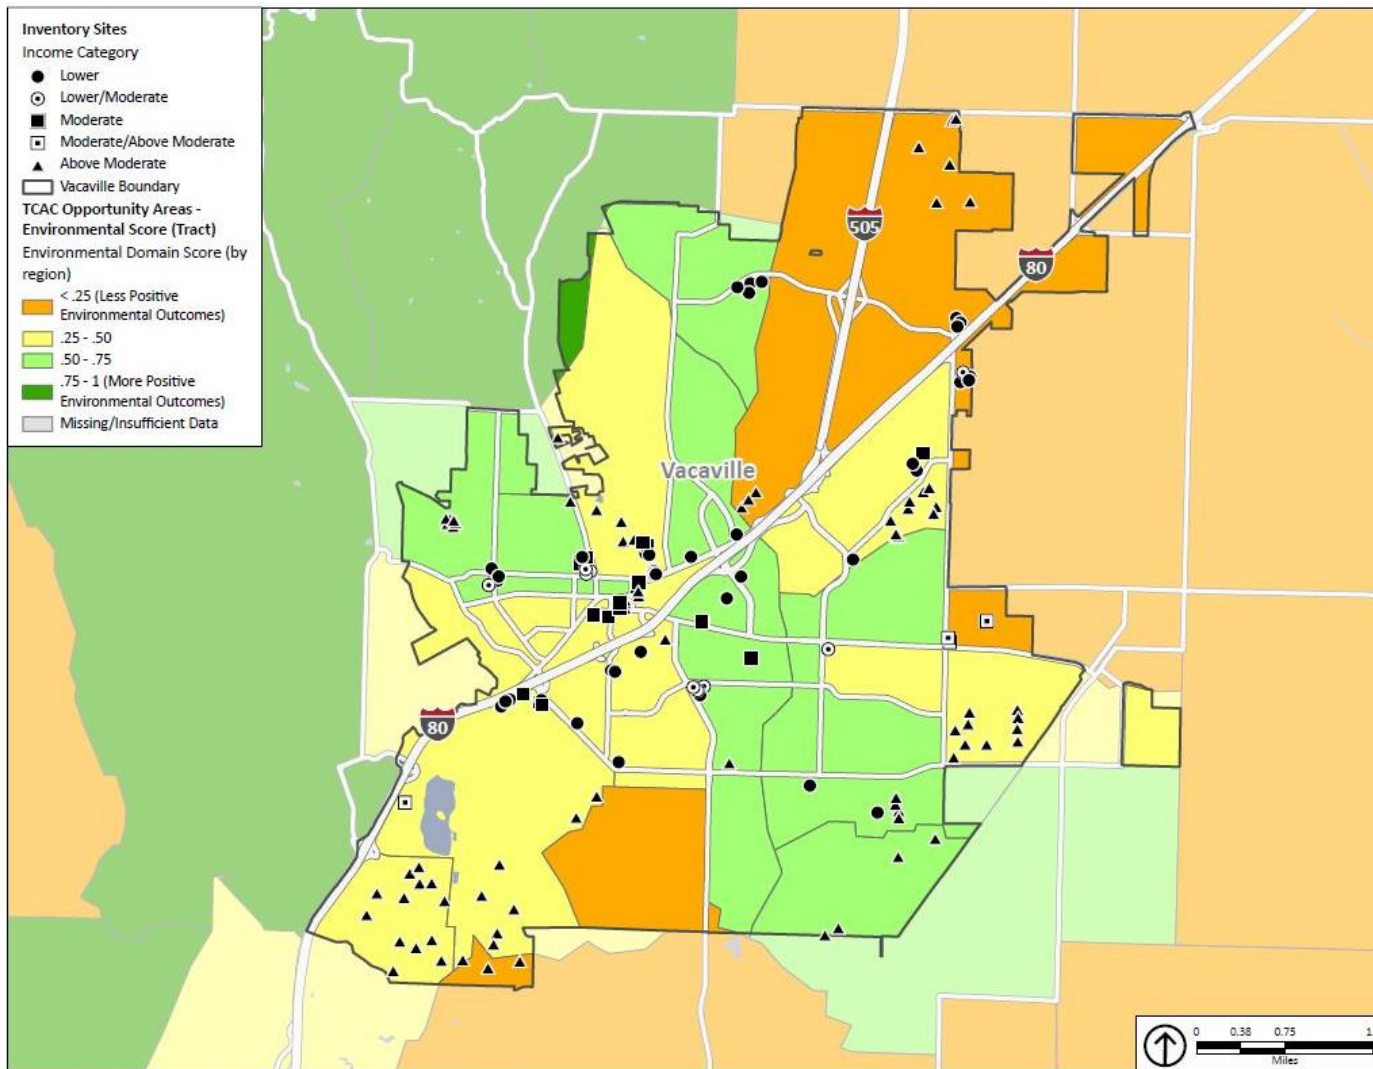 Inventory Sites
Income Category
Lower
Lower/Moderate
Moderate
Moderate/Above Moderate
Above Moderate
Vacaville Boundary
TCAC Opportunity Areas -
Environmental Score (Tract)
Environmental Domain Score (by
region)
< .25 (Less Positive
Environmental Outcomes)
.25 - .50
.50 - .75
.75 - 1 (More Positive
Environmental Outcomes)
Missing/Insufficient Data
505
80
Vacaville
80
0 0.38 0.75
Miles